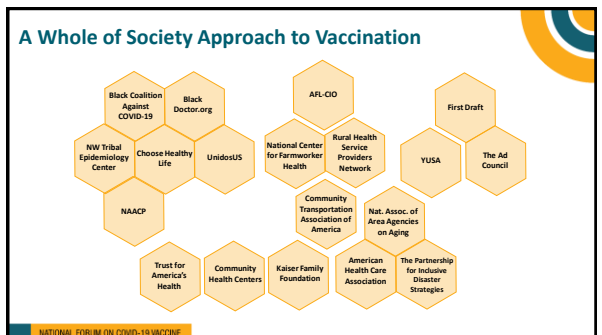 A Whole of Society Approach to Vaccination
Black Coalition
Against
COVID-19
Black
Doctor.org
NW Tribal
Epidemiology
Center
Choose Healthy
Life
UnidosUS
NAACP
AFL-CIO
National Center
for Farmworker
Health
Rural Health
Service
Providers
Network
First Draft
YUSA
The Ad
Council
Community
Transportation
Association of
America
Nat. Assoc. of
Area Agencies
on Aging
Trust for
America's
Health
Community
Health Centers
Kaiser Family
Foundation
American
Health Care
Association
The Partnership
for Inclusive
Disaster
Strategies
NATIONAL FORUM ON COVID-19 VACCINE